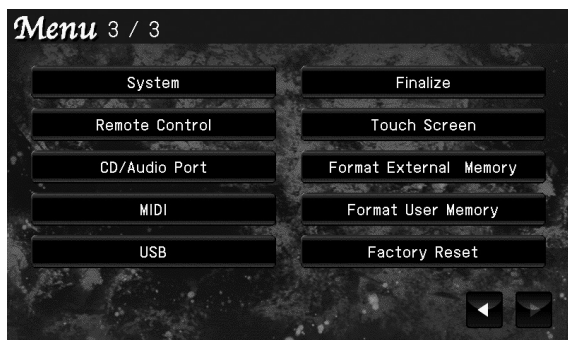 Menu 3 / 3
System
Finalize
Remote Control
Touch Screen
CD/Audio Port
Format External Memory
MIDI
Format User Memory
USB
Factory Reset